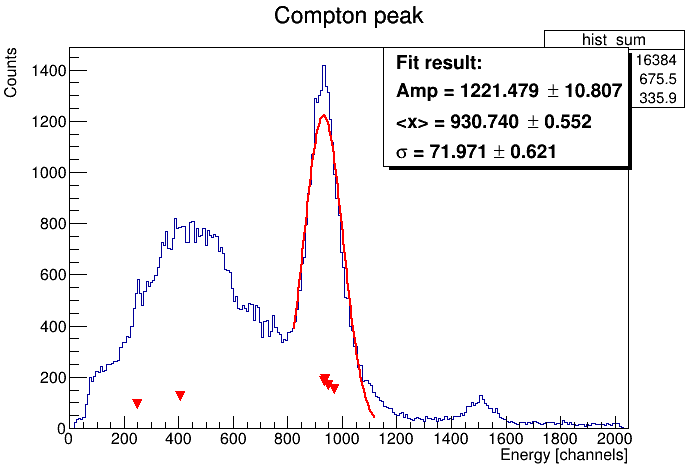 Compton peak
hist_sum
16384
675.5
335.9
Fit result:
Amp = 1221.479 ± 10.807
<x> = 930.740 ± 0.552
σ = 71.971 ± 0.621
Counts
1400
1200
1000
800
600
400
200
0
0 200 400 600 800 1000 1200 1400 1600 1800 2000
Energy [channels]